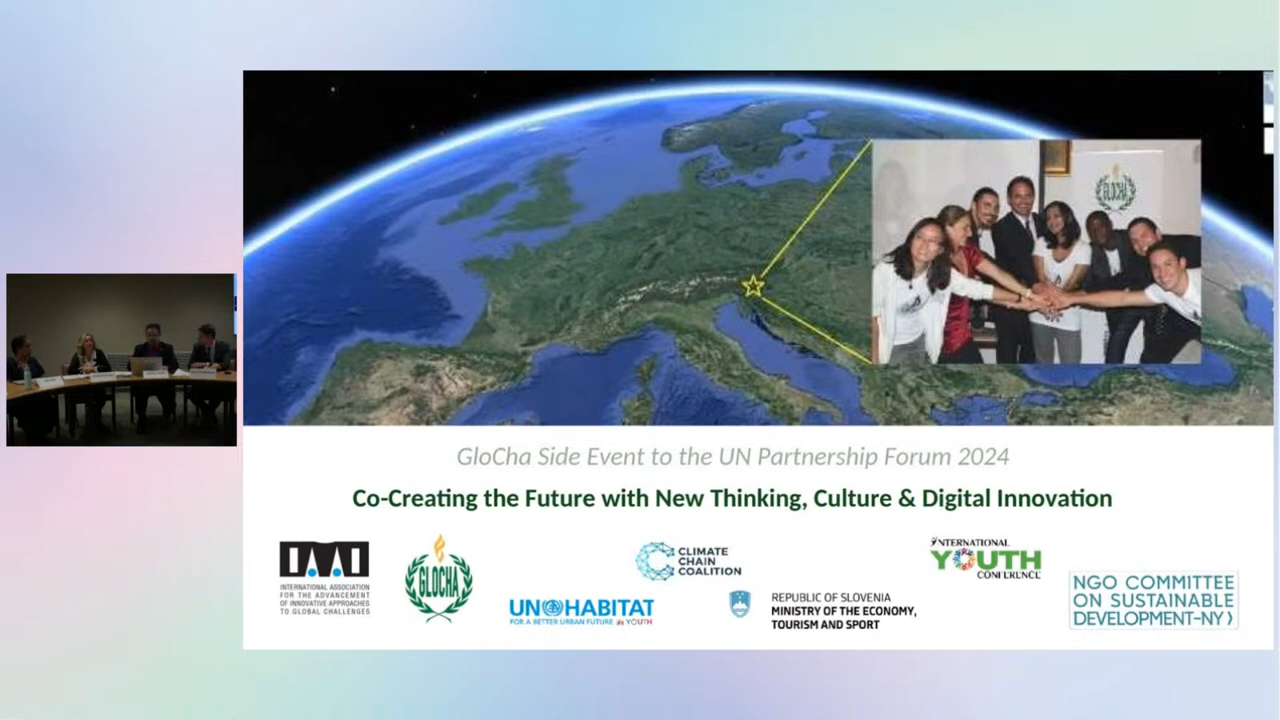 GLOCHA
GloCha Side Event to the UN Partnership Forum 2024
Co-Creating the Future with New Thinking, Culture & Digital Innovation
IAAI
INTERNATIONAL ASSOCIATION
FOR THE ADVANCEMENT
OF INNOVATIVE APPROACHES
TO GLOBAL CHALLENGES
GLOCHA
UN HABITAT
FOR A BETTER URBAN FUTURE
YOUTH
CLIMATE
CHAIN
COALITION
REPUBLIC OF SLOVENIA
MINISTRY OF THE ECONOMY,
TOURISM AND SPORT
INTERNATIONAL
YOUTH
CONFERENCE
NGO COMMITTEE
ON SUSTAINABLE
DEVELOPMENT-NY